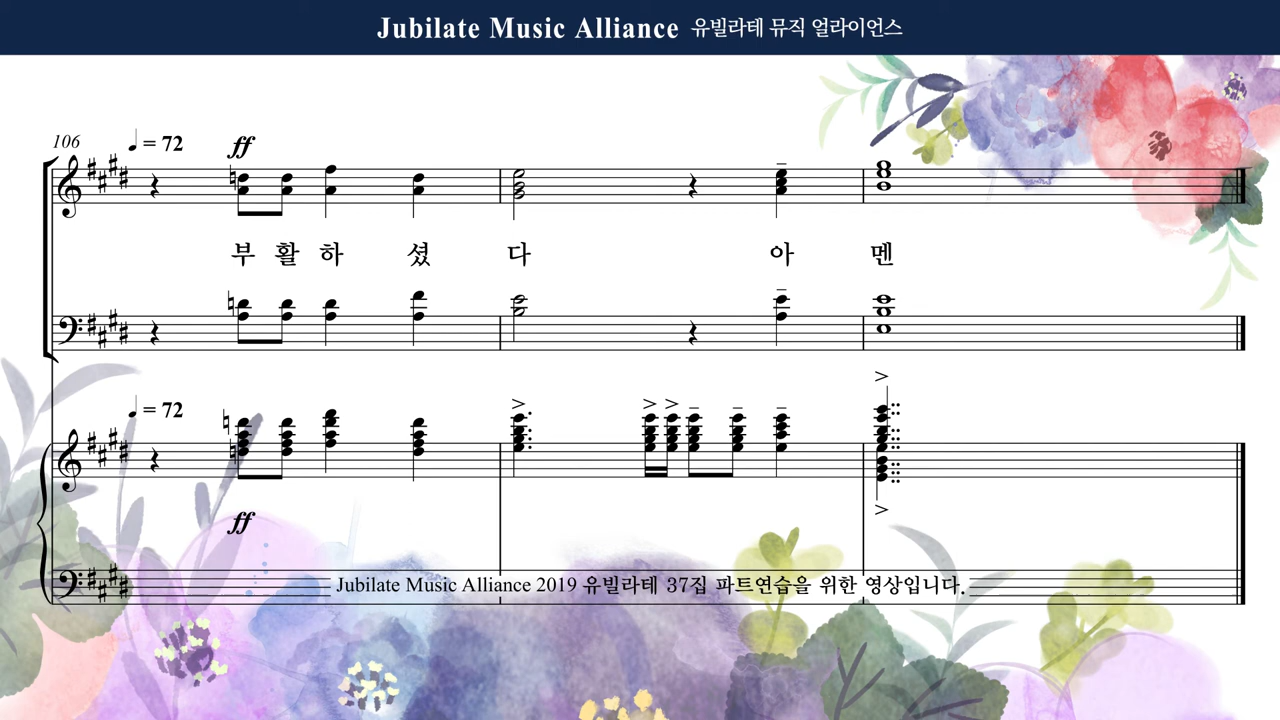 Jubilate Music Alliance 유빌라테 뮤직 얼라이언스
106
♩ = 72
ff
부 활 하 셨 다 아 멘
♩ = 72
ff
Jubilate Music Alliance 2019 유빌라테 37집 파트연습을 위한 영상입니다.